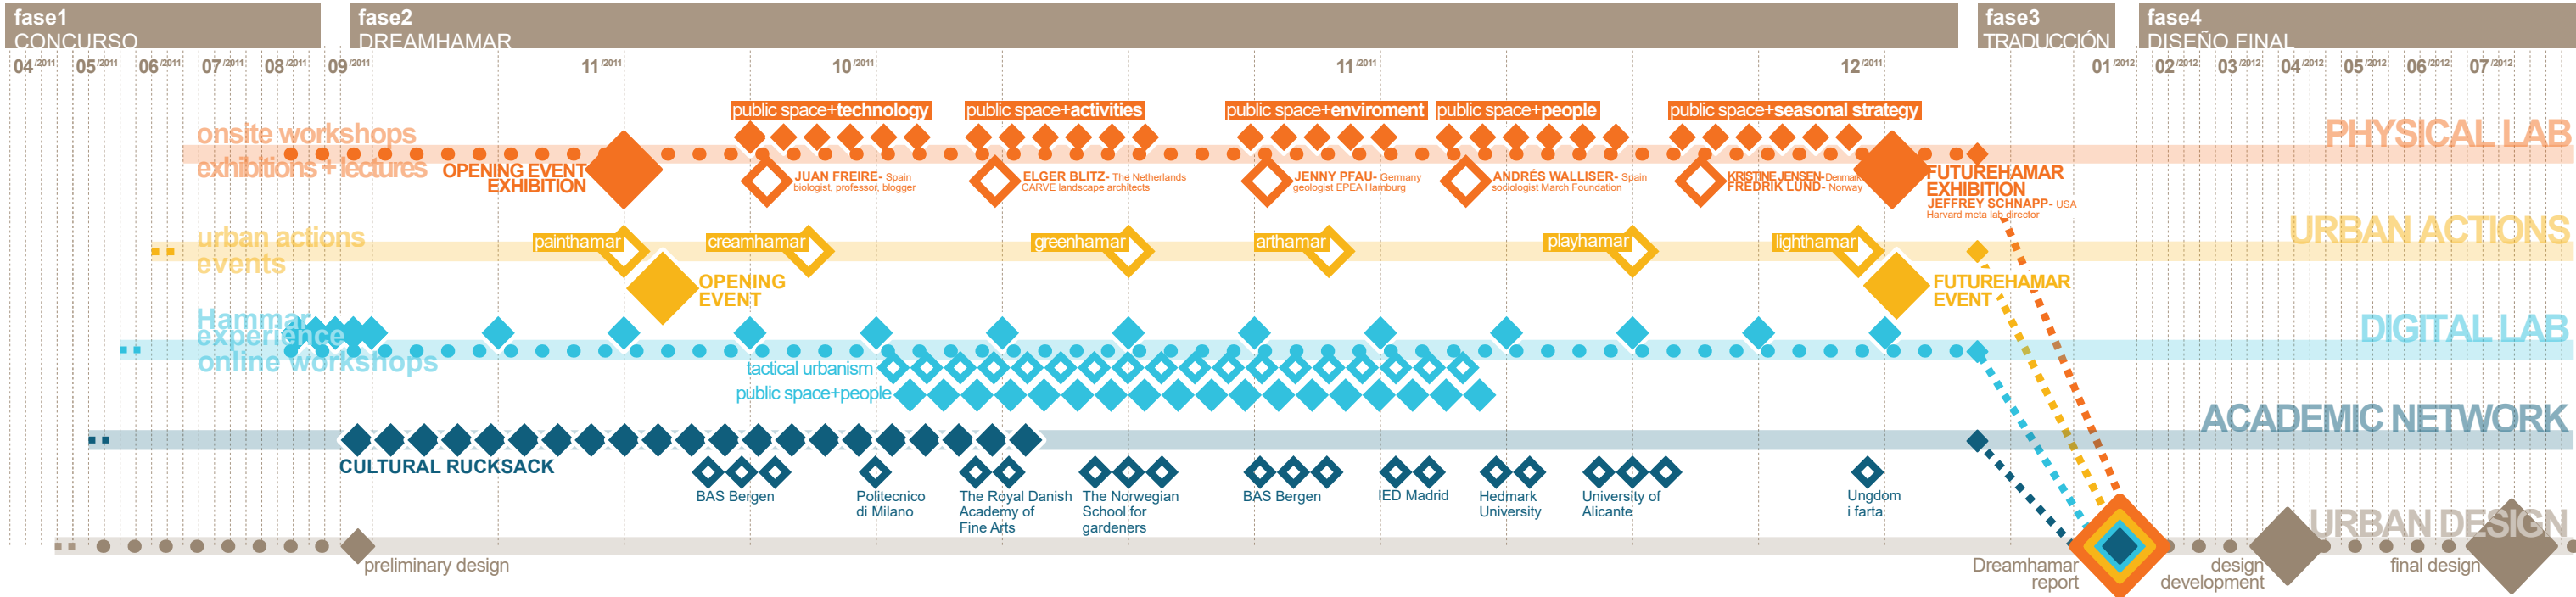 fase1
CONCURSO
fase2
DREAMHAMAR
fase3
TRADUCCIÓN
fase4
DISEÑO FINAL
04/2011 05/2011 06/2011 07/2011 08/2011 09/2011 11/2011 10/2011 11/2011 12/2011 01/2012 02/2012 03/2012 04/2012 05/2012 06/2012 07/2012
public space+technology
public space+activities
public space+enviroment
public space+people
public space+seasonal strategy
onsite workshops
exhibitions + lectures
PHYSICAL LAB
OPENING EVENT
EXHIBITION
JUAN FREIRE- Spain
biologist, professor, blogger
ELGER BLITZ- The Netherlands
CARVE landscape architects
JENNY PFAU- Germany
geologist EPEA Hamburg
ANDRÉS WALLISER- Spain
sociologist March Foundation
KRISTINE JENSEN- Denmark
FREDRIK LUND- Norway
FUTUREHAMAR
EXHIBITION
JEFFREY SCHNAPP- USA
Harvard meta lab director
urban actions
events
URBAN ACTIONS
painthamar
creamhamar
greenhamar
arthamar
playhamar
lighthamar
OPENING
EVENT
FUTUREHAMAR
EVENT
Hammar
experience
online workshops
DIGITAL LAB
tactical urbanism
public space+people
ACADEMIC NETWORK
CULTURAL RUCKSACK
BAS Bergen
Politecnico
di Milano
The Royal Danish
Academy of
Fine Arts
The Norwegian
School for
gardeners
BAS Bergen
IED Madrid
Hedmark
University
University of
Alicante
Ungdom
i farta
URBAN DESIGN
preliminary design
Dreamhamar
report
design
development
final design